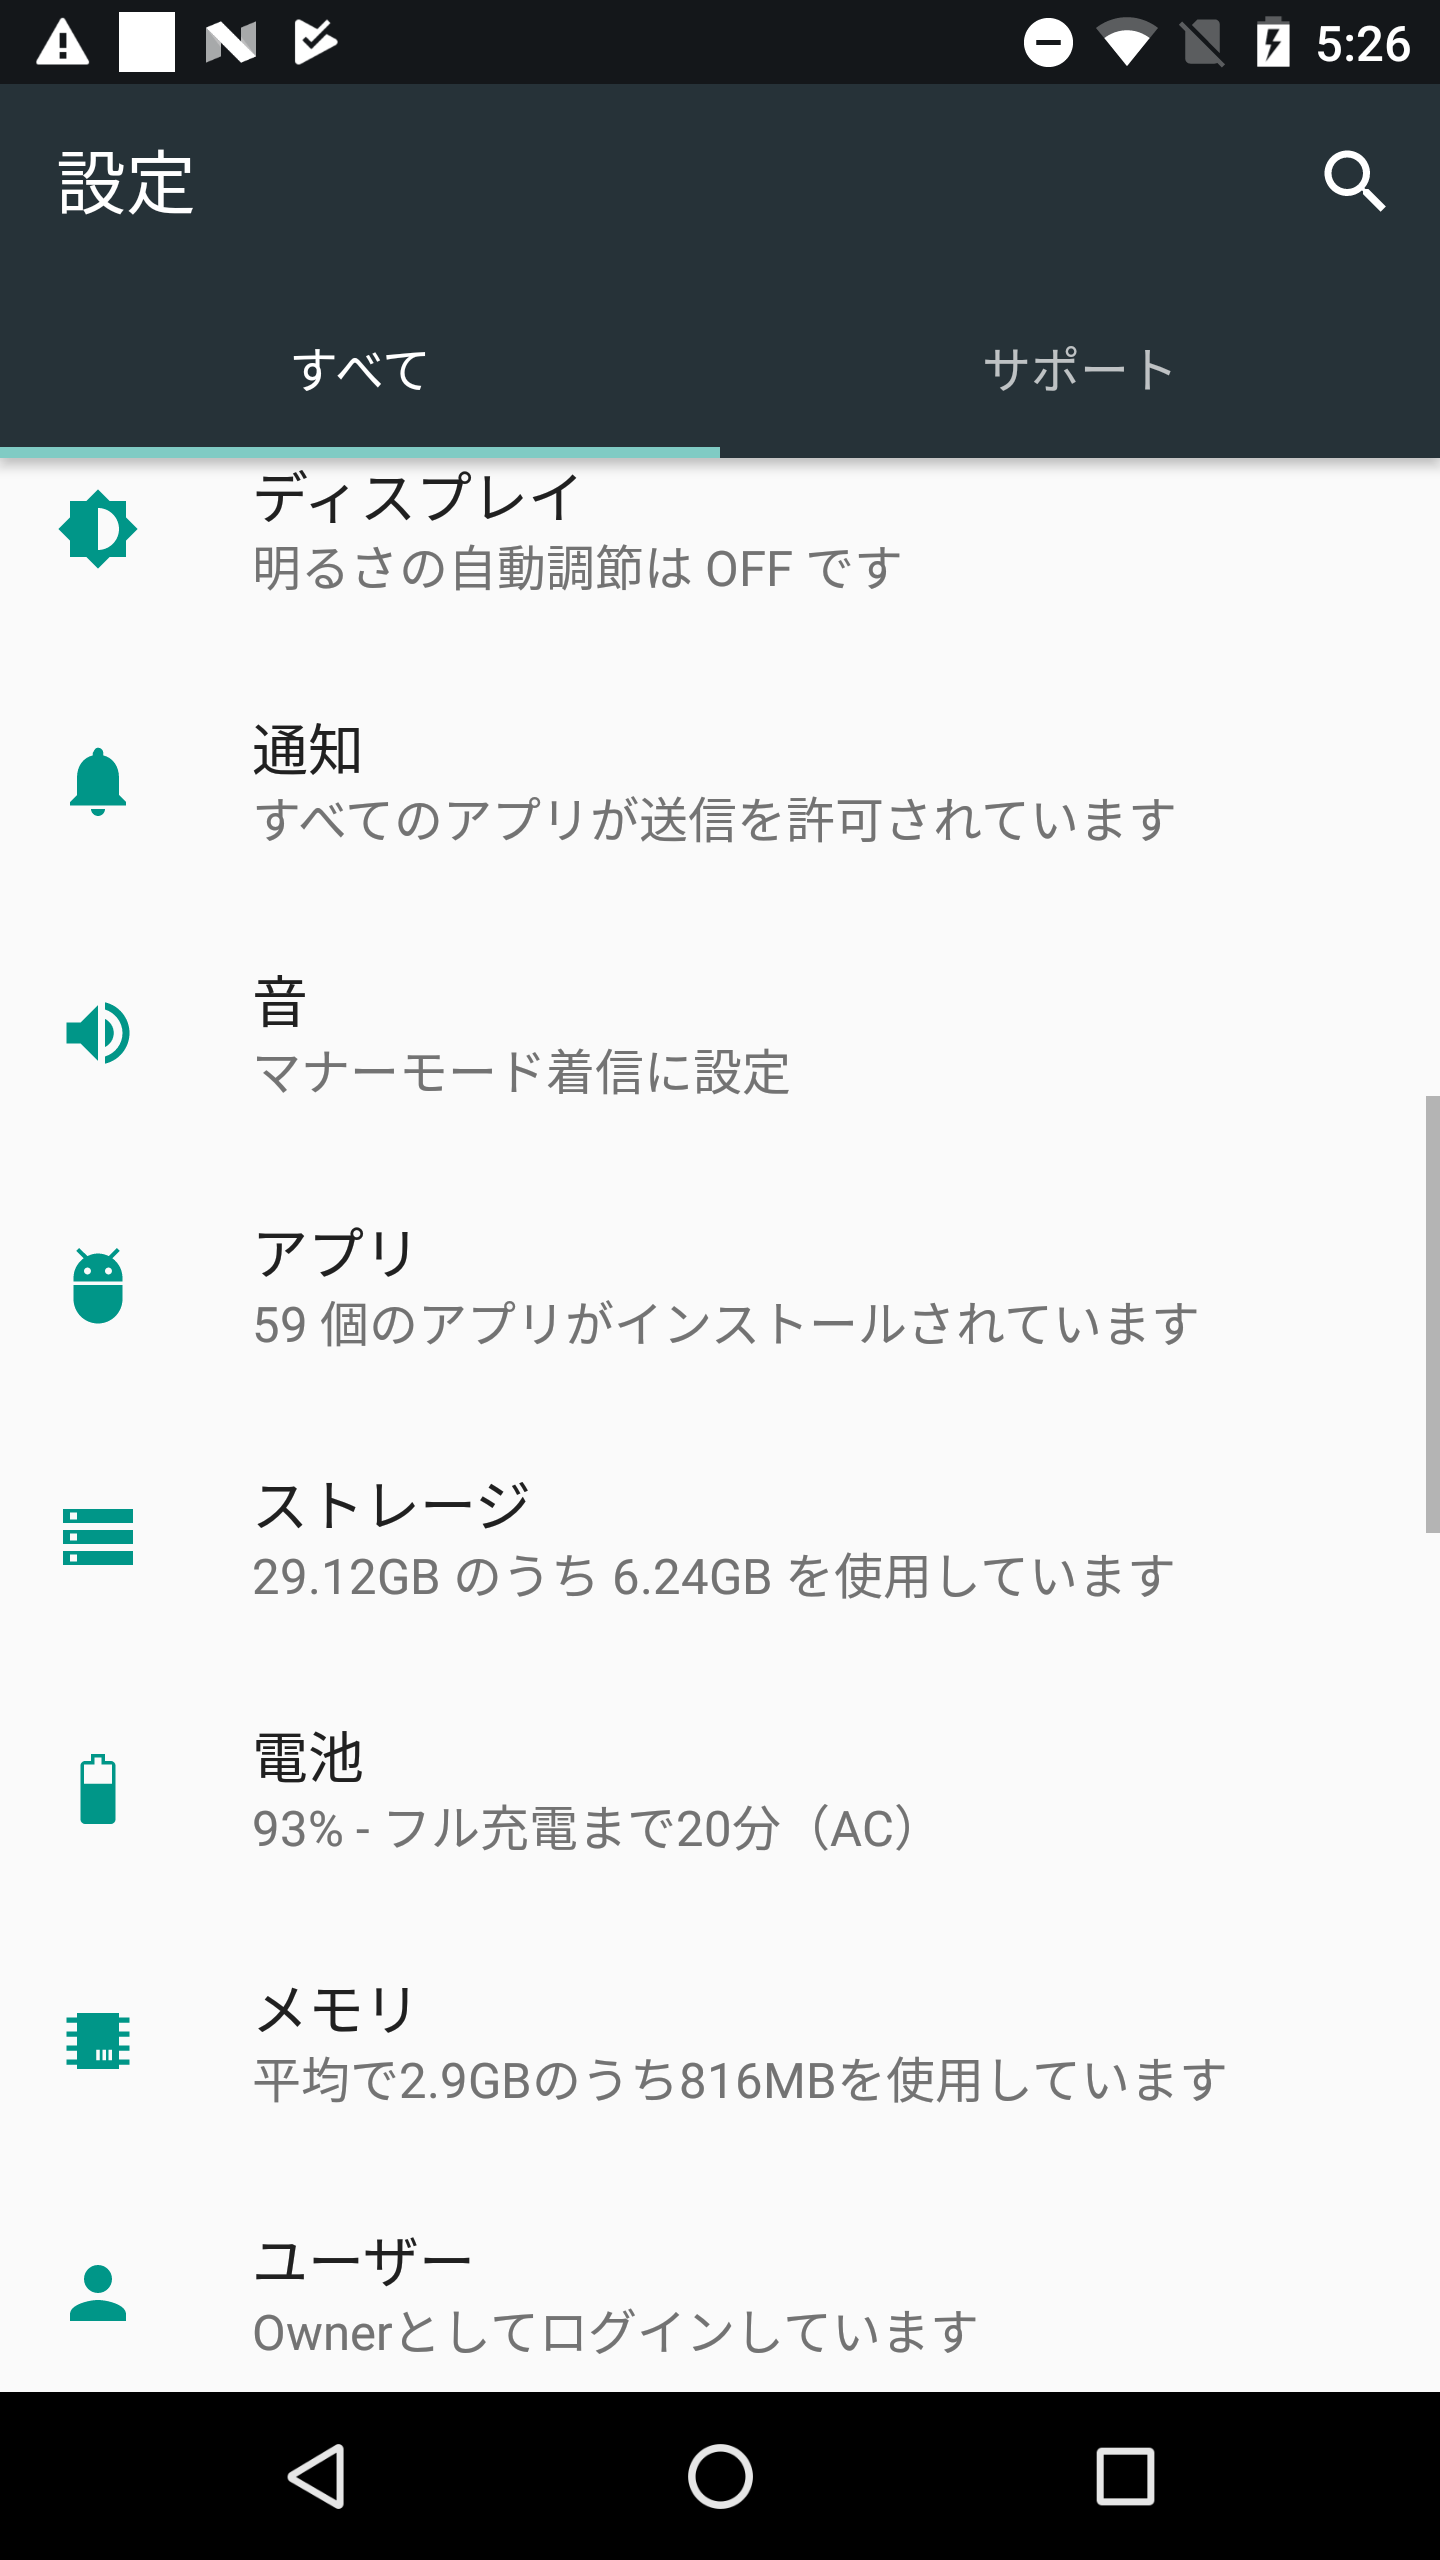 5:26
設定
すべて
サポート
ディスプレイ
明るさの自動調節は OFF です
通知
すべてのアプリが送信を許可されています
音
マナーモード着信に設定
アプリ
59 個のアプリがインストールされています
ストレージ
29.12GB のうち 6.24GB を使用しています
電池
93% - フル充電まで20分（AC）
メモリ
平均で2.9GBのうち816MBを使用しています
ユーザー
Ownerとしてログインしています